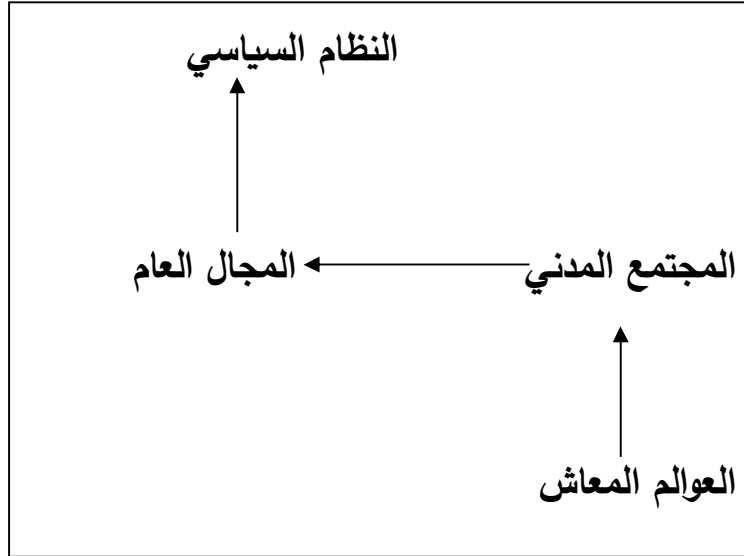 النظام السياسي
المجتمع المدني
المجال العام
العوالم المعاش